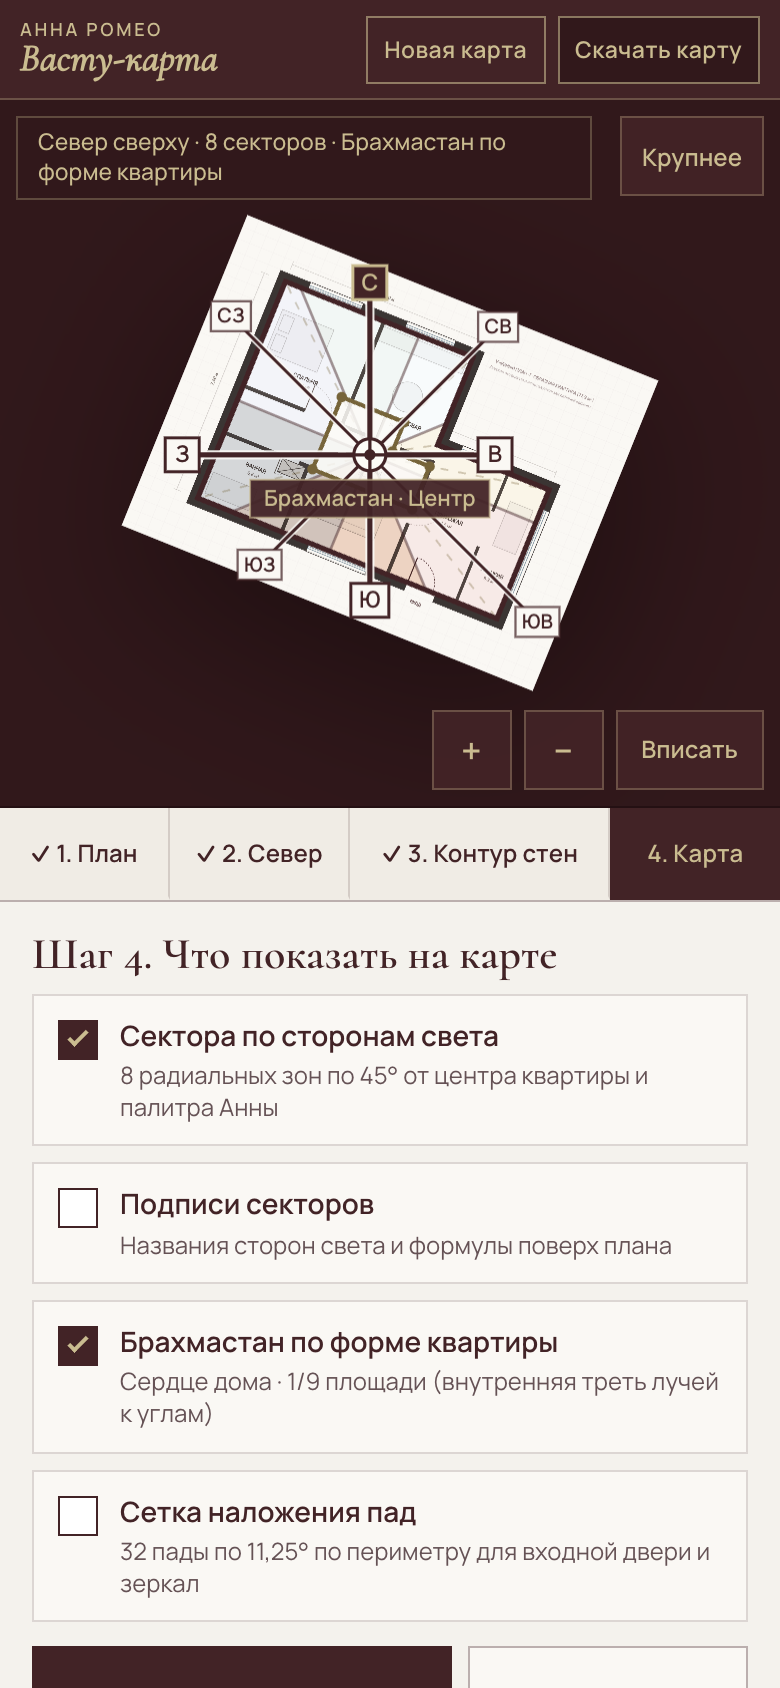 АННА РОМЕО
Васту-карта
Новая карта
Скачать карту
Север сверху · 8 секторов · Брахмастан по
форме квартиры
Крупнее
С
СЗ
СВ
СПАЛЬНЯ
З
В
ВАННАЯ
Брахмастан · Центр
ЮЗ
Ю
ЮВ
ВХОД
+
−
Вписать
✓ 1. План
✓ 2. Север
✓ 3. Контур стен
4. Карта
Шаг 4. Что показать на карте
Сектора по сторонам света
8 радиальных зон по 45° от центра квартиры и
палитра Анны
Подписи секторов
Названия сторон света и формулы поверх плана
Брахмастан по форме квартиры
Сердце дома · 1/9 площади (внутренняя треть лучей
к углам)
Сетка наложения пад
32 пады по 11,25° по периметру для входной двери и
зеркал